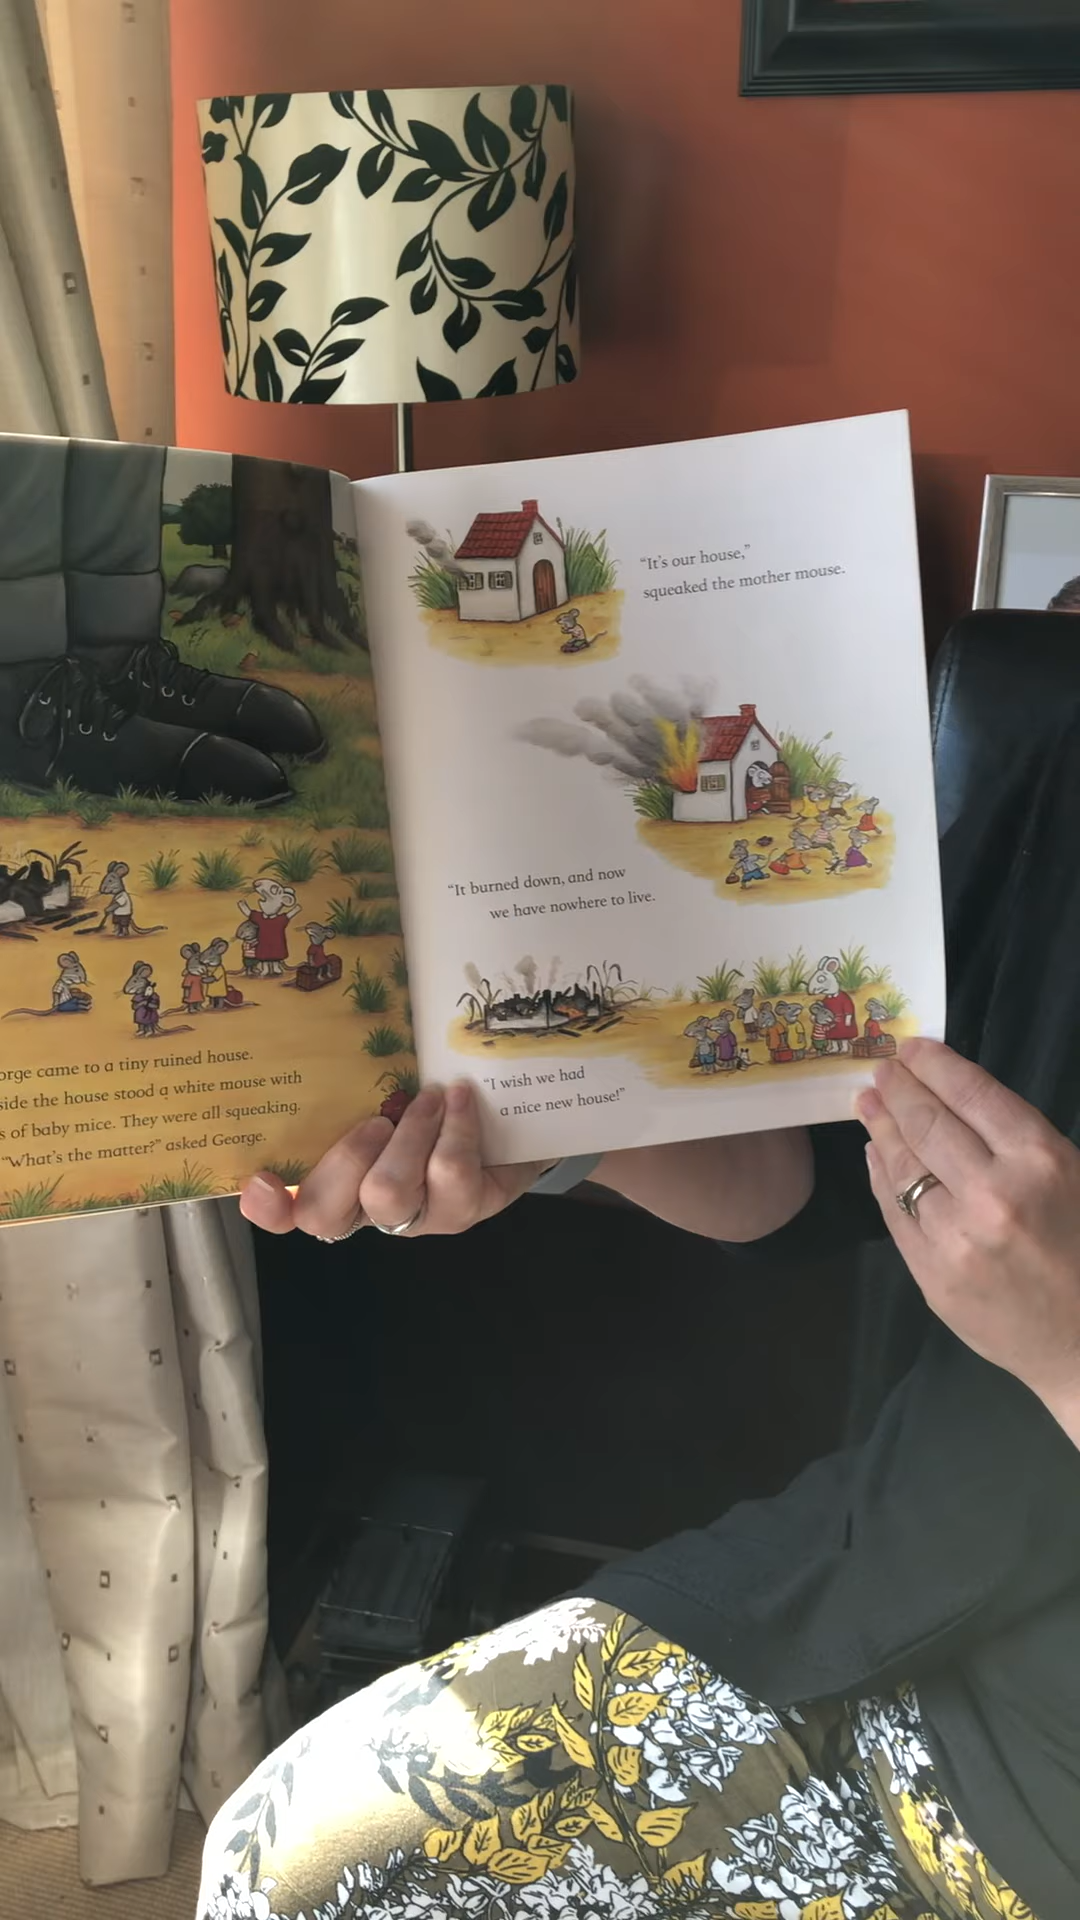 came to a tiny ruined house.
the house stood a white mouse with
of baby mice. They were all squeaking.
"What's the matter?" asked George.
"It's our house,"
squeaked the mother mouse.
"It burned down, and now
we have nowhere to live.
"I wish we had
a nice new house!"